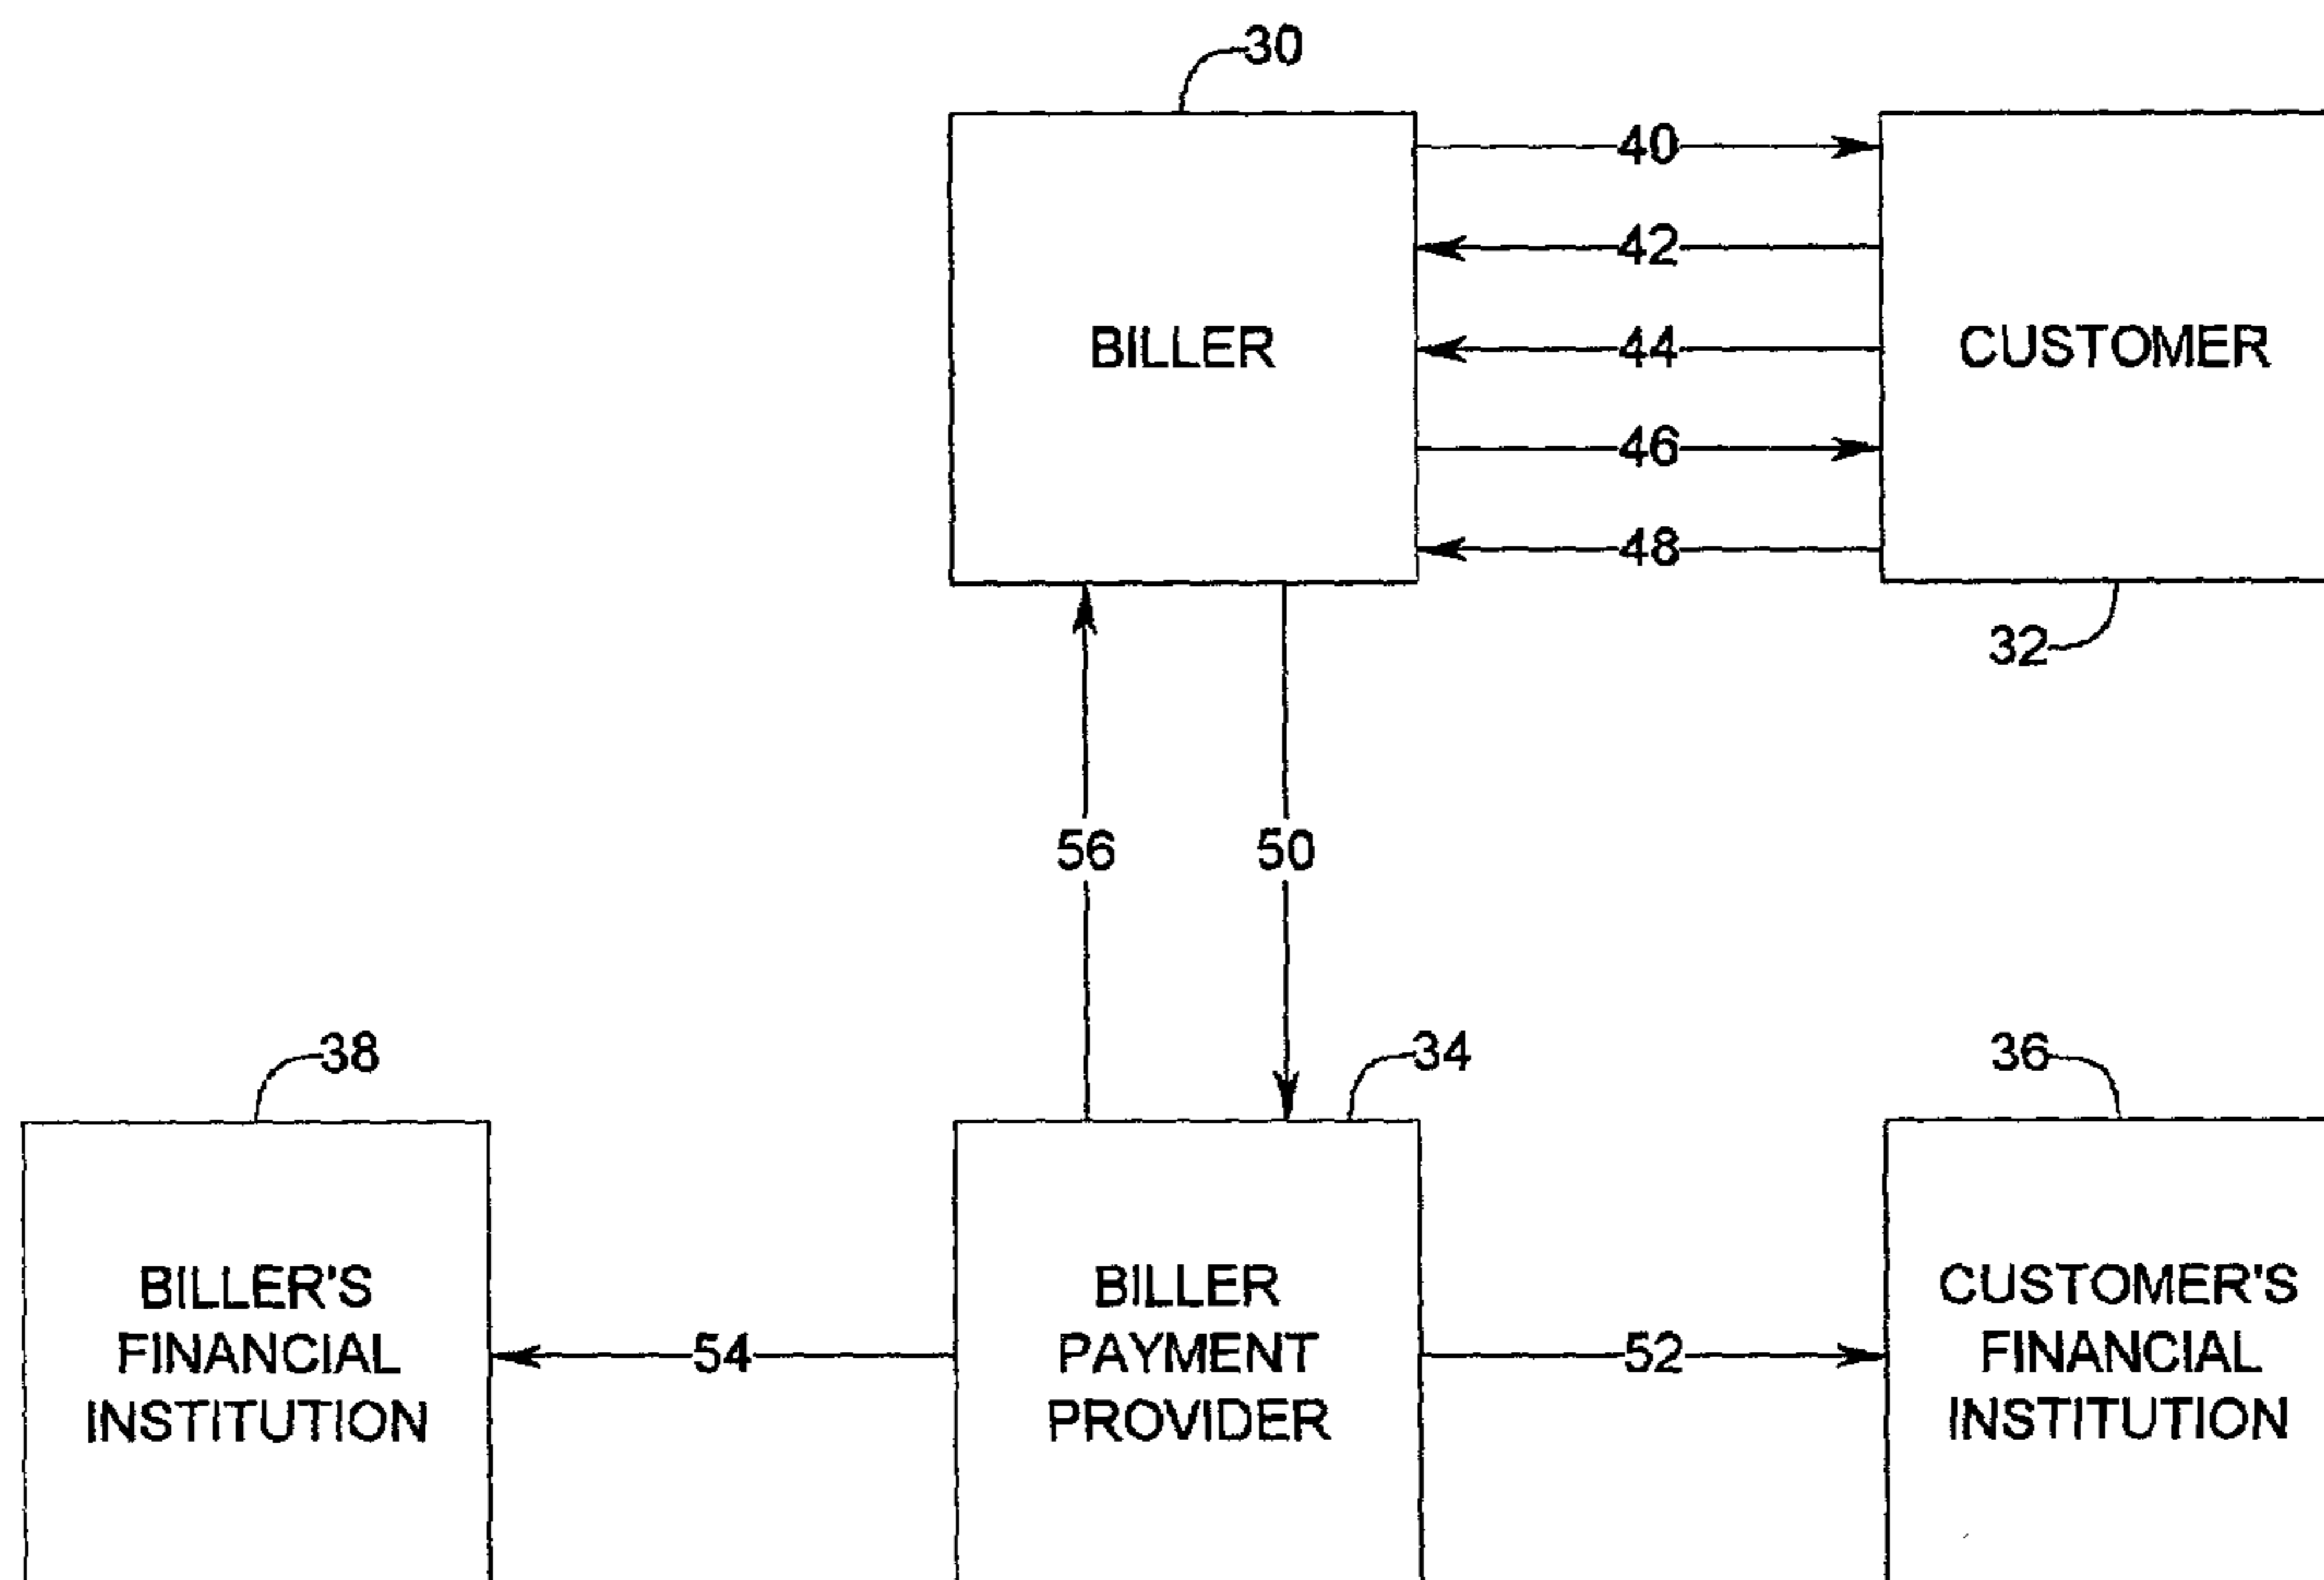 30
40
42
BILLER
44
CUSTOMER
46
48
32
56
50
38
34
36
BILLER'S
FINANCIAL
INSTITUTION
54
BILLER
PAYMENT
PROVIDER
52
CUSTOMER'S
FINANCIAL
INSTITUTION